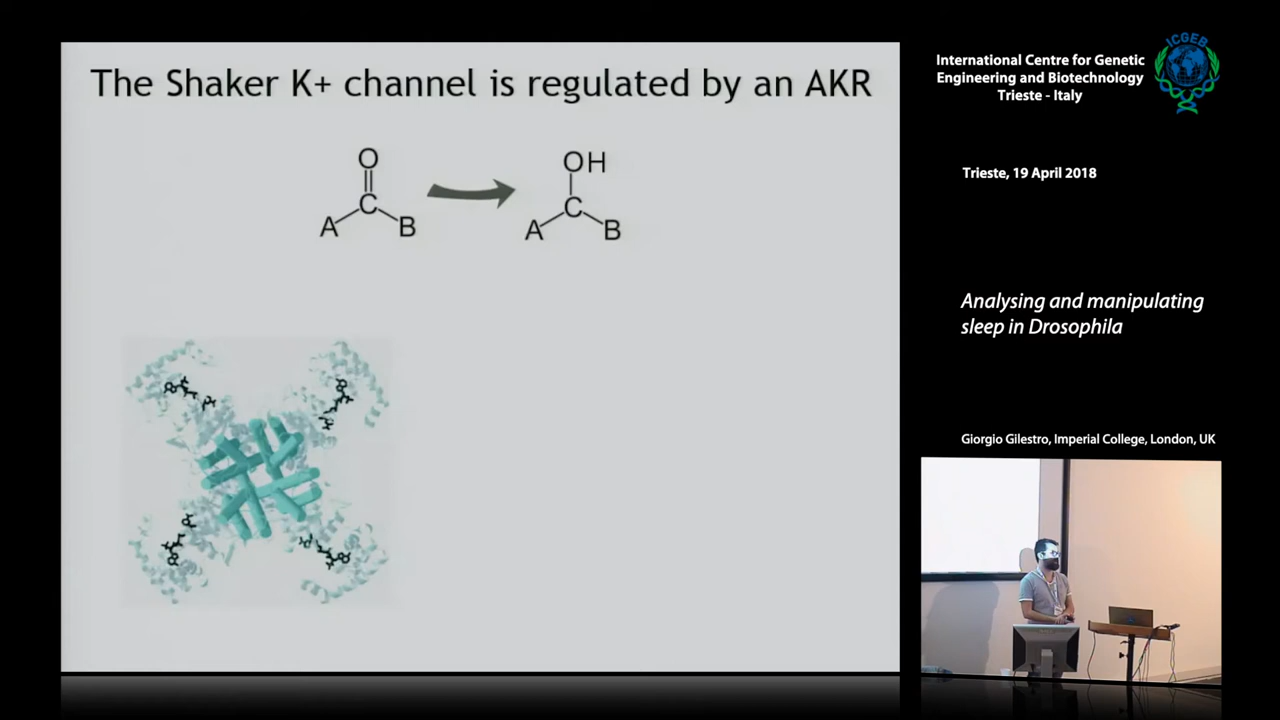 The Shaker K+ channel is regulated by an AKR
O
C
A
B
OH
C
A
B
International Centre for Genetic
Engineering and Biotechnology
Trieste - Italy
ICGEB
Trieste, 19 April 2018
Analysing and manipulating
sleep in Drosophila
Giorgio Gilestro, Imperial College, London, UK